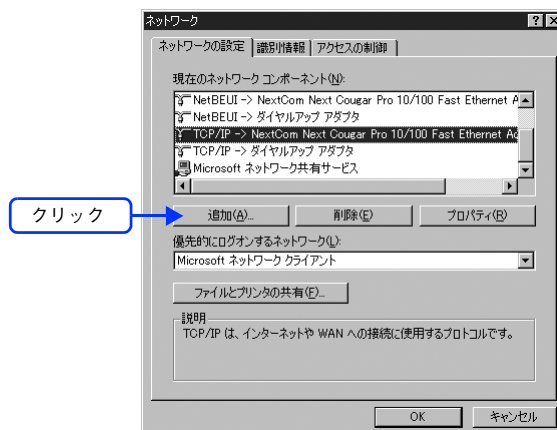 ネットワーク
ネットワークの設定 識別情報 アクセスの制御
現在のネットワーク コンポーネント(N):
NetBEUI -> NextCom Next Cougar Pro 10/100 Fast Ethernet A
NetBEUI -> ダイヤルアップ アダプタ
TCP/IP -> NextCom Next Cougar Pro 10/100 Fast Ethernet Ad
TCP/IP -> ダイヤルアップ アダプタ
Microsoft ネットワーク共有サービス
クリック
追加(A)... 削除(E) プロパティ(R)
優先的にログオンするネットワーク(L):
Microsoft ネットワーク クライアント
ファイルとプリンタの共有(F)...
説明
TCP/IP は、インターネットや WAN への接続に使用するプロトコルです。
OK キャンセル